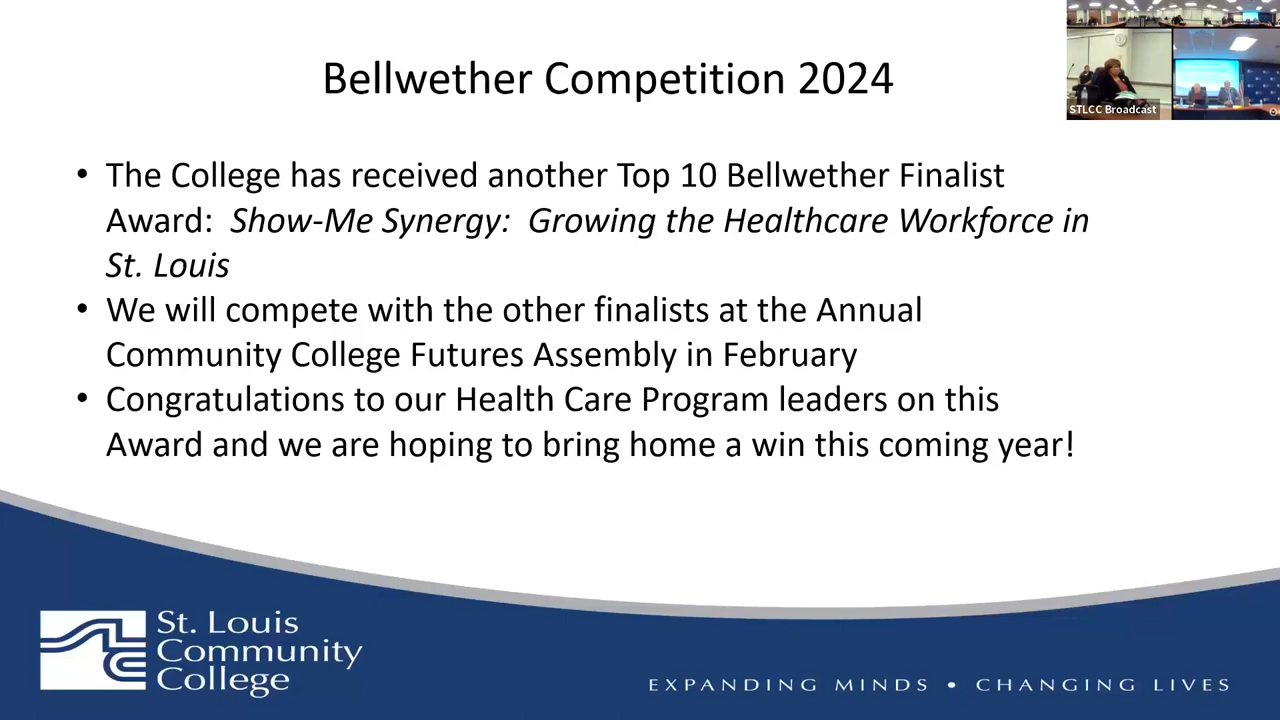 Bellwether Competition 2024
STLCC Broadcast
• The College has received another Top 10 Bellwether Finalist
Award: Show-Me Synergy: Growing the Healthcare Workforce in
St. Louis
• We will compete with the other finalists at the Annual
Community College Futures Assembly in February
• Congratulations to our Health Care Program leaders on this
Award and we are hoping to bring home a win this coming year!
St. Louis
Community
College
EXPANDING MINDS • CHANGING LIVES